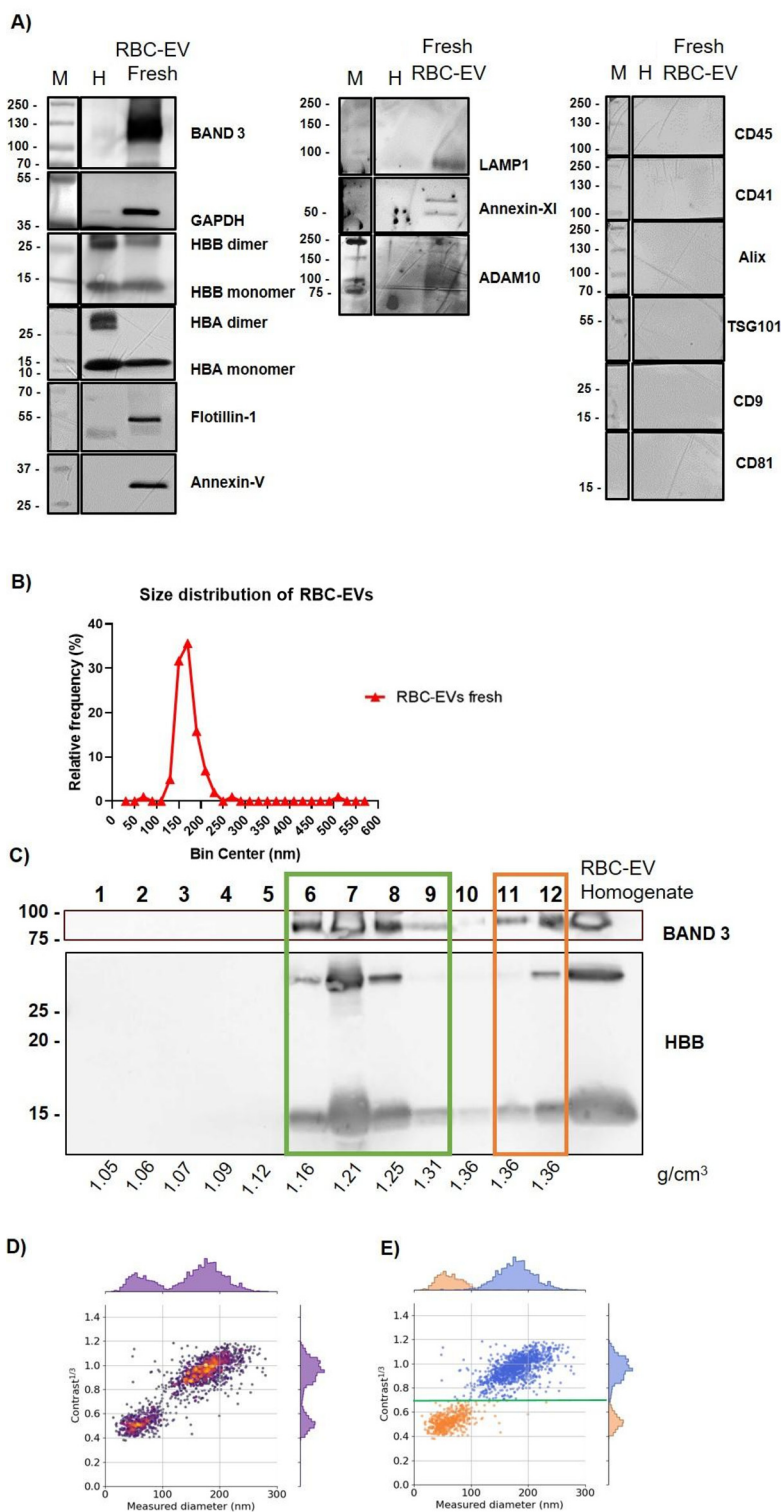 A)
RBC-EV
M H Fresh
250 -
130 -
100 -
70 -
BAND 3
55 -
35 -
GAPDH
25 -
15 -
HBB dimer
HBB monomer
25 -
15 -
10 -
HBA dimer
HBA monomer
70 -
55 -
Flotillin-1
37 -
25 -
Annexin-V
Fresh
M H RBC-EV
250 -
150 -
100 -
LAMP1
50 -
Annexin-XI
250 -
150 -
100 -
75 -
ADAM10
Fresh
M H RBC-EV
250 -
130 -
100 -
CD45
250 -
130 -
100 -
CD41
250 -
130 -
100 -
70 -
Alix
55 -
TSG101
25 -
15 -
CD9
15 -
CD81
B)
Size distribution of RBC-EVs
Relative frequency (%)
40
30
20
10
0
0 50 100 150 200 250 300 350 400 450 500 550 600
Bin Center (nm)
RBC-EVs fresh
C)
1 2 3 4 5 6 7 8 9 10 11 12 RBC-EV
Homogenate
100 -
75 -
BAND 3
25 -
20 -
15 -
HBB
1.05 1.06 1.07 1.09 1.12 1.16 1.21 1.25 1.31 1.36 1.36 1.36 g/cm³
D)
Contrast1/3
1.4
1.2
1.0
0.8
0.6
0.4
0.2
0.0
0 100 200 300
Measured diameter (nm)
E)
Contrast1/3
1.4
1.2
1.0
0.8
0.6
0.4
0.2
0.0
0 100 200 300
Measured diameter (nm)